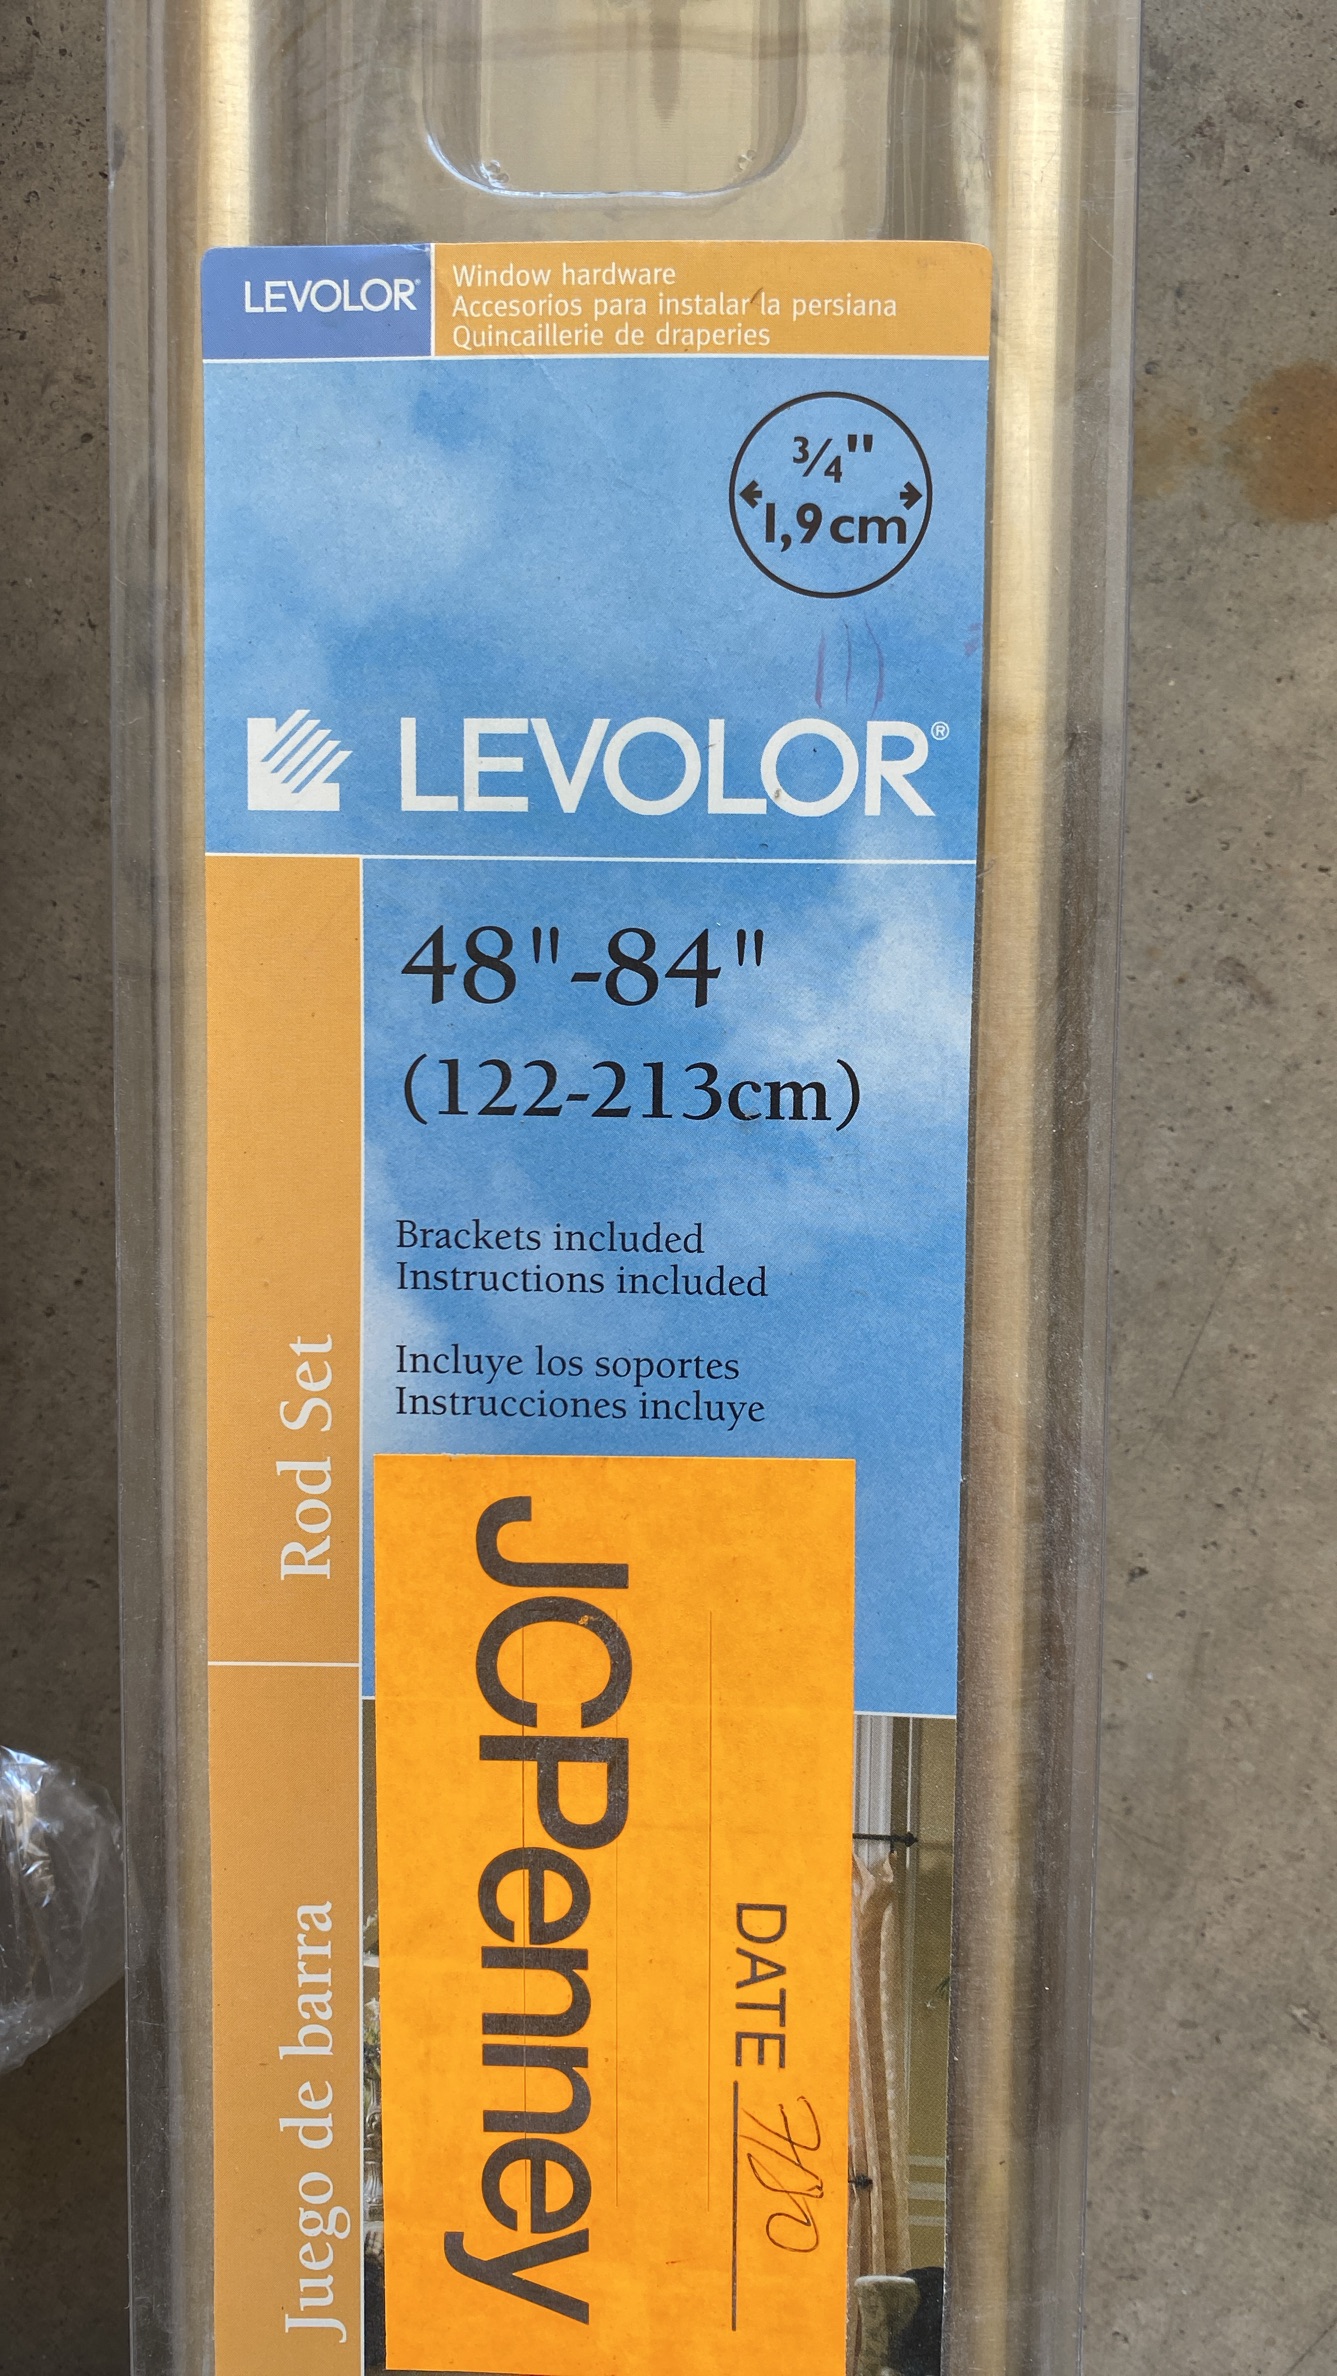 LEVOLOR®
Window hardware
Accesorios para instalar la persiana
Quincaillerie de draperies
3/4"
1,9 cm
LEVOLOR®
48"-84"
(122-213cm)
Brackets included
Instructions included
Incluye los soportes
Instrucciones incluye
Rod Set
Juego de barra
JCPenney
DATE